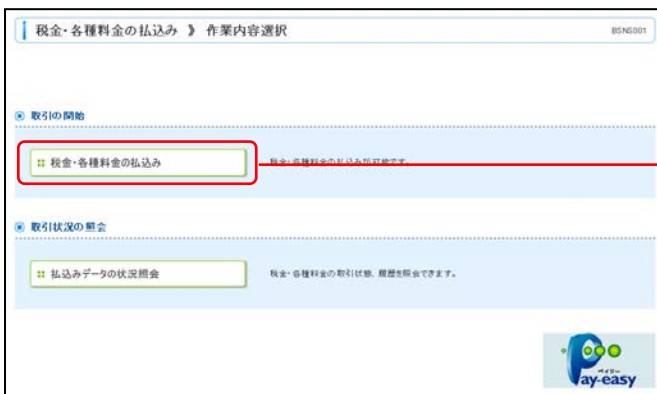 税金・各種料金の払込み 》 作業内容選択
BSNS001
取引の開始
税金・各種料金の払込み
税金・各種料金の払込みが可能です。
取引状況の照会
払込みデータの状況照会
税金・各種料金の取引状態、履歴を照会できます。
ペイジー
Pay-easy